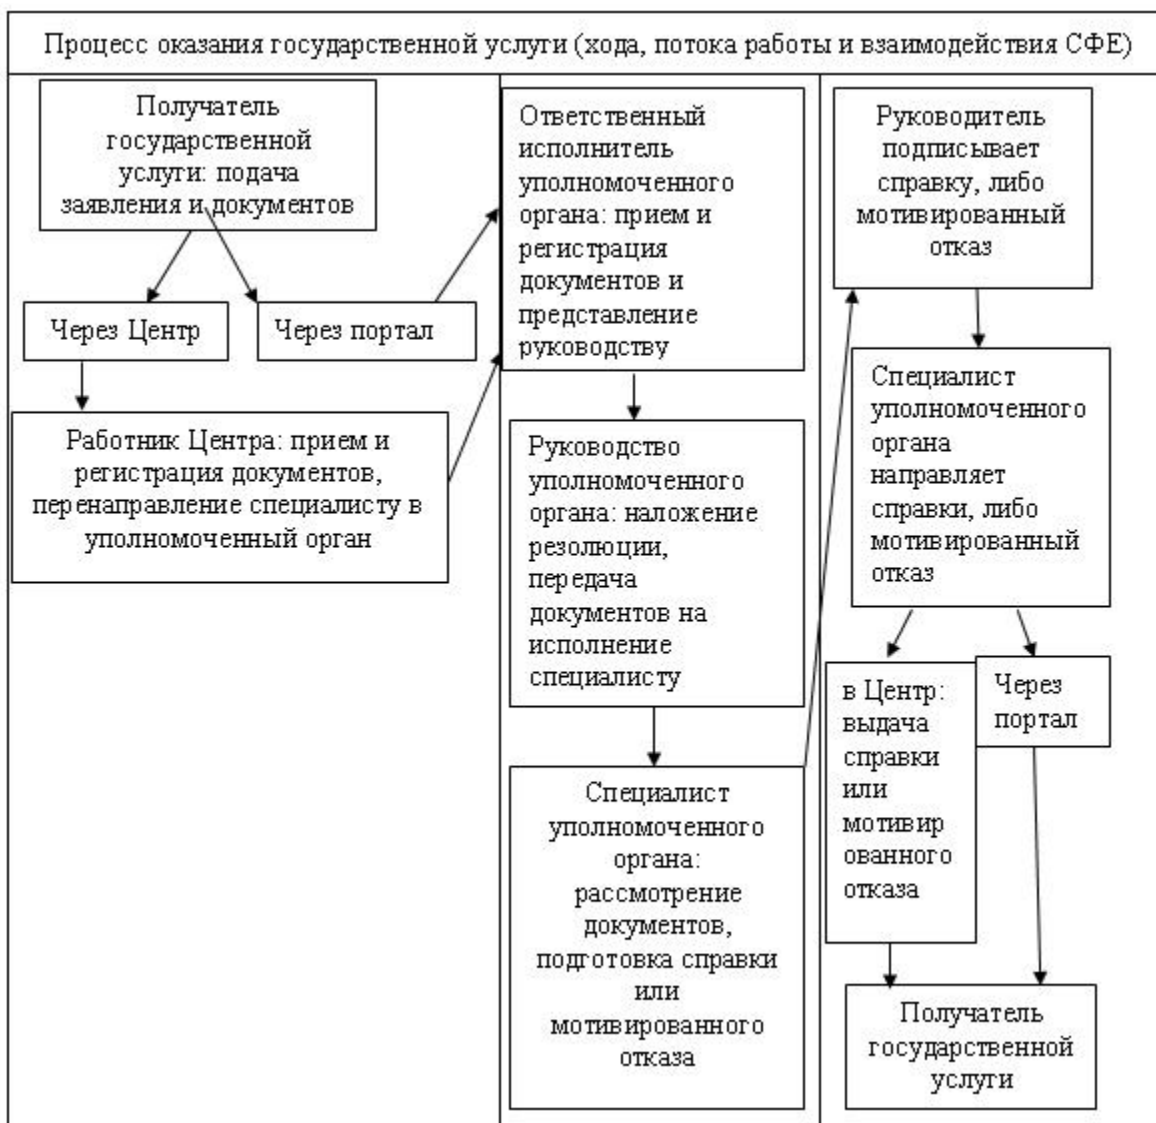 Процесс оказания государственной услуги (хода, потока работы и взаимодействия СФЕ)
Получатель
государственной
услуги: подача
заявления и документов
Через Центр
Через портал
Работник Центра: прием и
регистрация документов,
перенаправление специалисту в
уполномоченный орган
Ответственный
исполнитель
уполномоченного
органа: прием и
регистрация
документов и
представление
руководству
Руководство
уполномоченного
органа: наложение
резолюции,
передача
документов на
исполнение
специалисту
Специалист
уполномоченного
органа:
рассмотрение
документов,
подготовка справки
или
мотивированного
отказа
Руководитель
подписывает
справку, либо
мотивированный
отказ
Специалист
уполномоченного
органа
направляет
справки, либо
мотивированный
отказ
в Центр:
выдача
справки
или
мотивир
ованного
отказа
Через
портал
Получатель
государственной
услуги